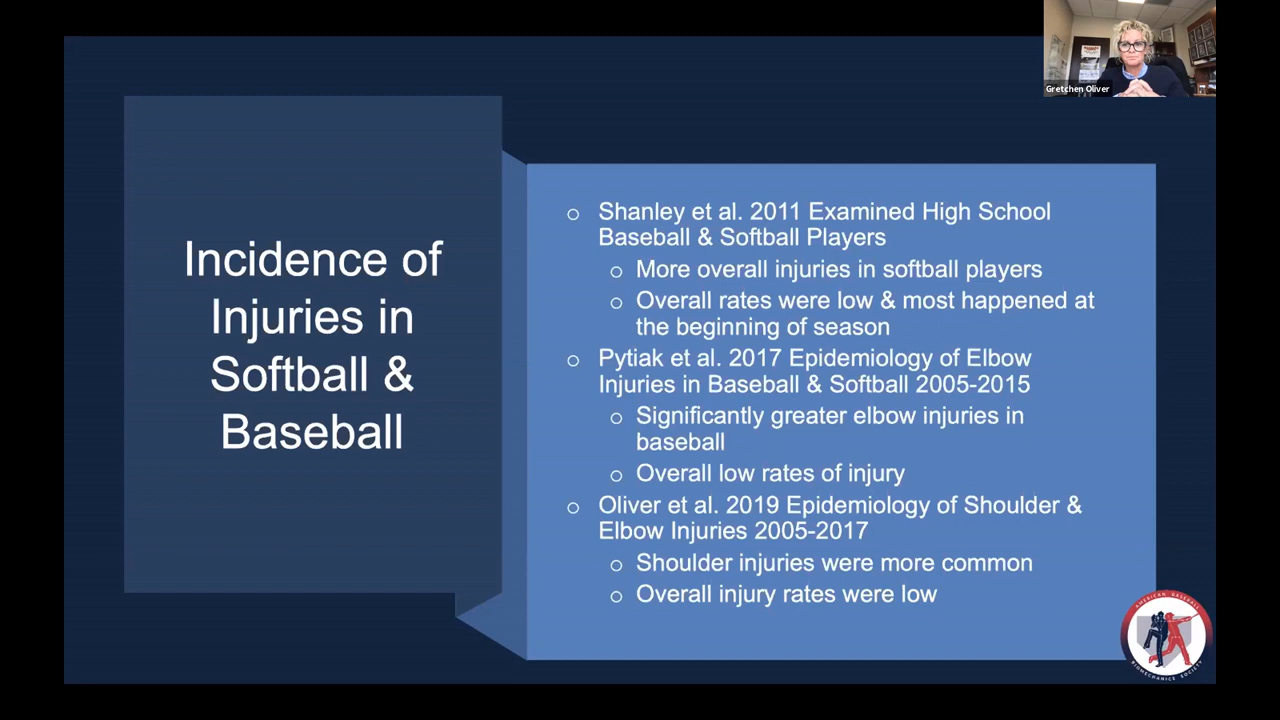 Gretchen Oliver
Incidence of
Injuries in
Softball &
Baseball
o Shanley et al. 2011 Examined High School
Baseball & Softball Players
o More overall injuries in softball players
o Overall rates were low & most happened at
the beginning of season
o Pytiak et al. 2017 Epidemiology of Elbow
Injuries in Baseball & Softball 2005-2015
o Significantly greater elbow injuries in
baseball
o Overall low rates of injury
o Oliver et al. 2019 Epidemiology of Shoulder &
Elbow Injuries 2005-2017
o Shoulder injuries were more common
o Overall injury rates were low
AMERICAN BASEBALL
BIOMECHANICS SOCIETY